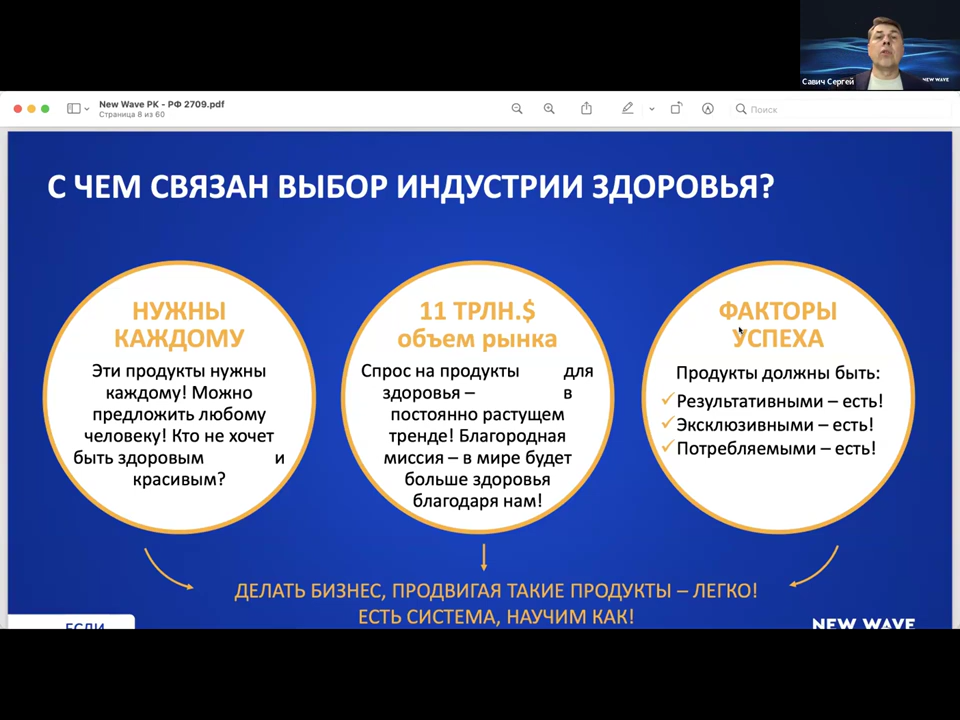 Савич Сергей
NEW WAVE
New Wave РК - РФ 2709.pdf
Страница 8 из 60
Поиск
С ЧЕМ СВЯЗАН ВЫБОР ИНДУСТРИИ ЗДОРОВЬЯ?
НУЖНЫ
КАЖДОМУ
Эти продукты нужны
каждому! Можно
предложить любому
человеку! Кто не хочет
быть здоровым и
красивым?
11 ТРЛН.$
объем рынка
Спрос на продукты для
здоровья – в
постоянно растущем
тренде! Благородная
миссия – в мире будет
больше здоровья
благодаря нам!
ФАКТОРЫ
УСПЕХА
Продукты должны быть:
Результативными – есть!
Эксклюзивными – есть!
Потребляемыми – есть!
ДЕЛАТЬ БИЗНЕС, ПРОДВИГАЯ ТАКИЕ ПРОДУКТЫ – ЛЕГКО!
ЕСТЬ СИСТЕМА, НАУЧИМ КАК!
ЕСЛИ
NEW WAVE